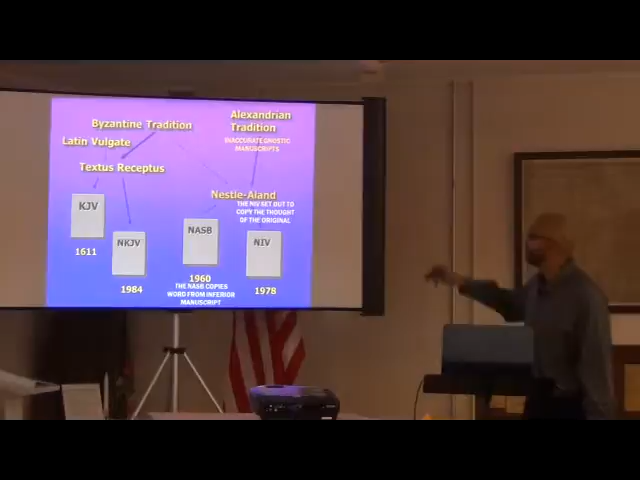 Byzantine Tradition
Alexandrian
Tradition
Latin Vulgate
INACCURATE GNOSTIC
MANUSCRIPTS
Textus Receptus
Nestle-Aland
THE NIV SET OUT TO
COPY THE THOUGHT
OF THE ORIGINAL
KJV
NKJV
NASB
NIV
1611
1984
1960
THE NASB COPIES
WORD FROM INFERIOR
MANUSCRIPT
1978